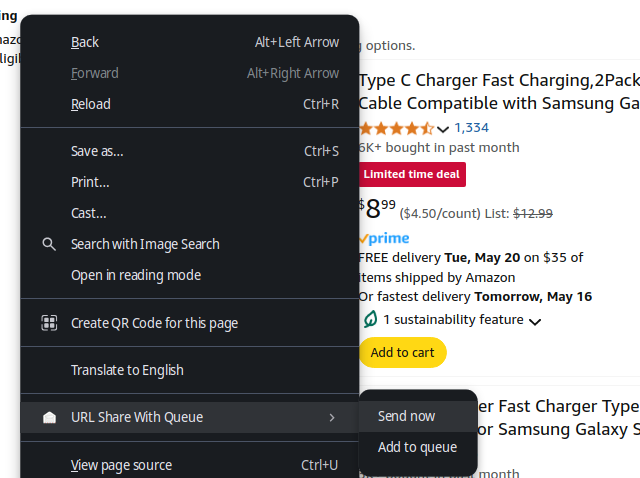 ing
Back Alt+Left Arrow
Forward Alt+Right Arrow
Reload Ctrl+R
Save as... Ctrl+S
Print... Ctrl+P
Cast...
Search with Image Search
Open in reading mode
Create QR Code for this page
Translate to English
URL Share With Queue
View page source Ctrl+U
Send now
Add to queue
options.
Type C Charger Fast Charging,2Pack
Cable Compatible with Samsung Ga
1,334
6K+ bought in past month
Limited time deal
$8.99 ($4.50/count) List: $12.99
prime
FREE delivery Tue, May 20 on $35 of
items shipped by Amazon
Or fastest delivery Tomorrow, May 16
1 sustainability feature
Add to cart
er Fast Charger Type
or Samsung Galaxy S
bought in past month